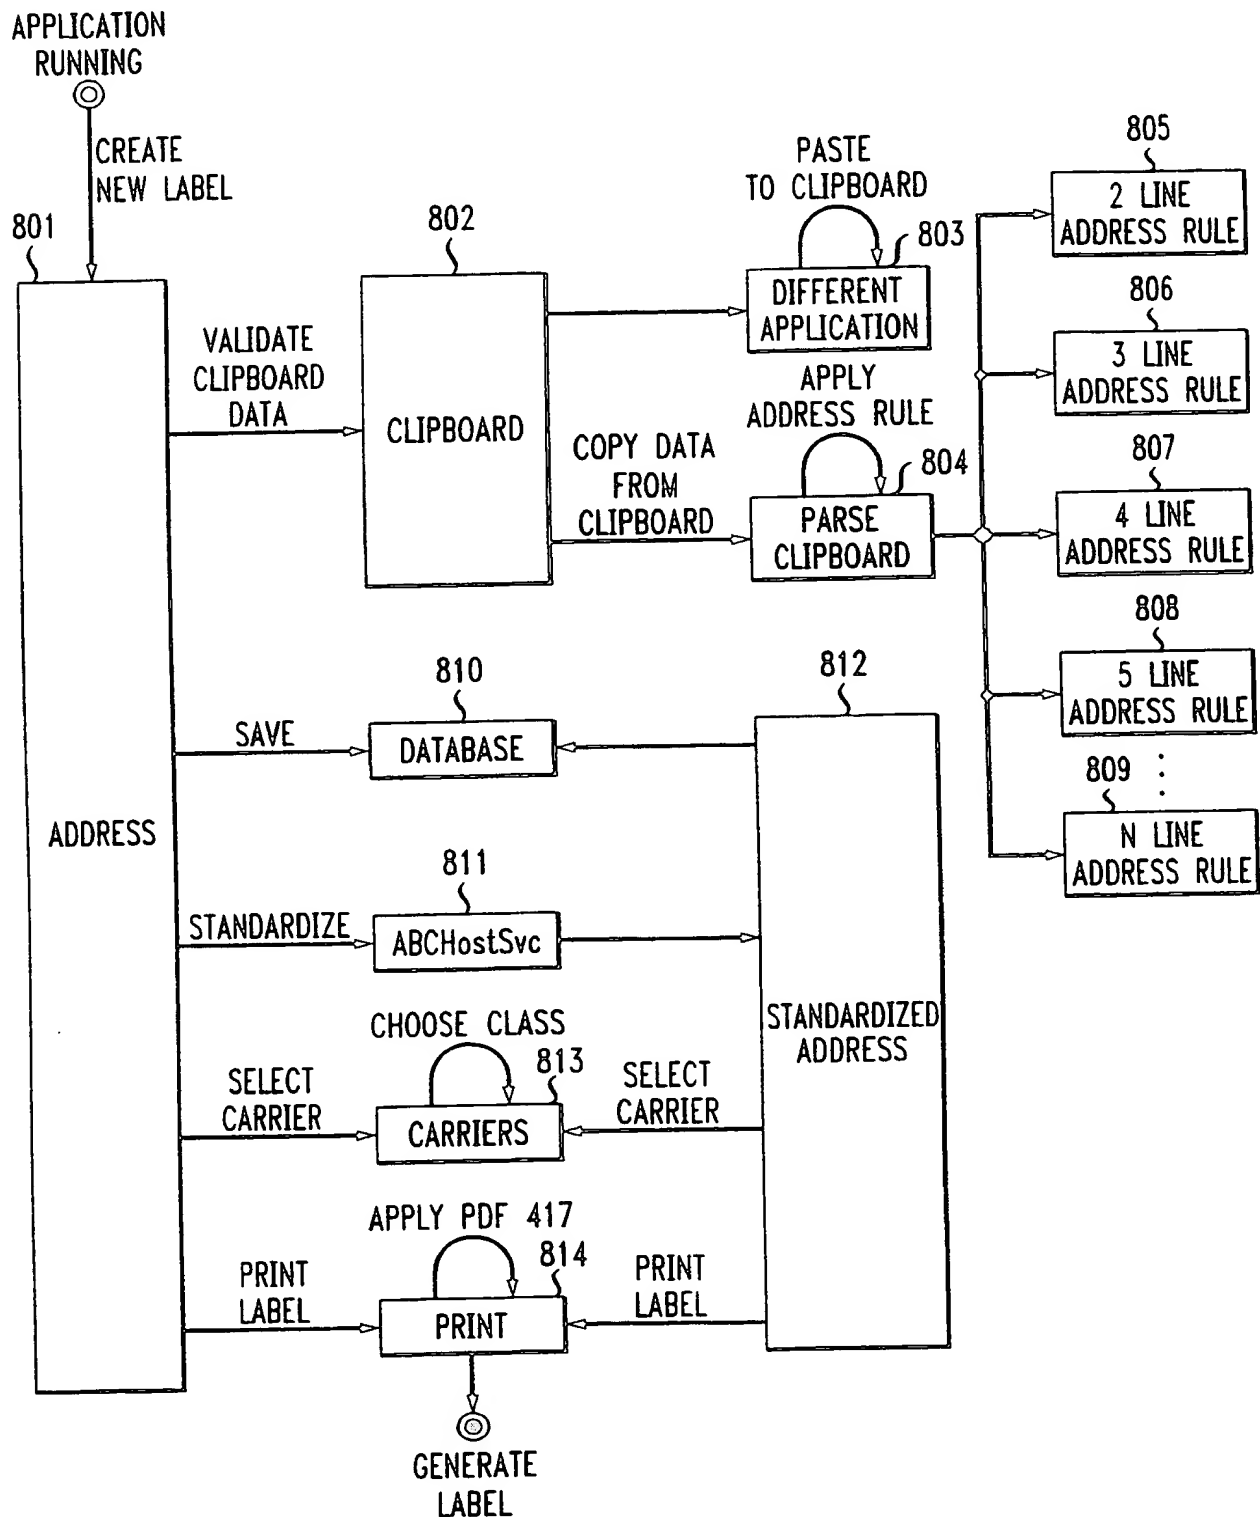 APPLICATION
RUNNING
CREATE
NEW LABEL
801
ADDRESS
VALIDATE
CLIPBOARD
DATA
802
CLIPBOARD
PASTE
TO CLIPBOARD
803
DIFFERENT
APPLICATION
COPY DATA
FROM
CLIPBOARD
APPLY
ADDRESS RULE
804
PARSE
CLIPBOARD
805
2 LINE
ADDRESS RULE
806
3 LINE
ADDRESS RULE
807
4 LINE
ADDRESS RULE
808
5 LINE
ADDRESS RULE
809
N LINE
ADDRESS RULE
SAVE
810
DATABASE
812
STANDARDIZED
ADDRESS
STANDARDIZE
811
ABCHostSvc
SELECT
CARRIER
CHOOSE CLASS
813
CARRIERS
SELECT
CARRIER
PRINT
LABEL
APPLY PDF 417
814
PRINT
PRINT
LABEL
GENERATE
LABEL